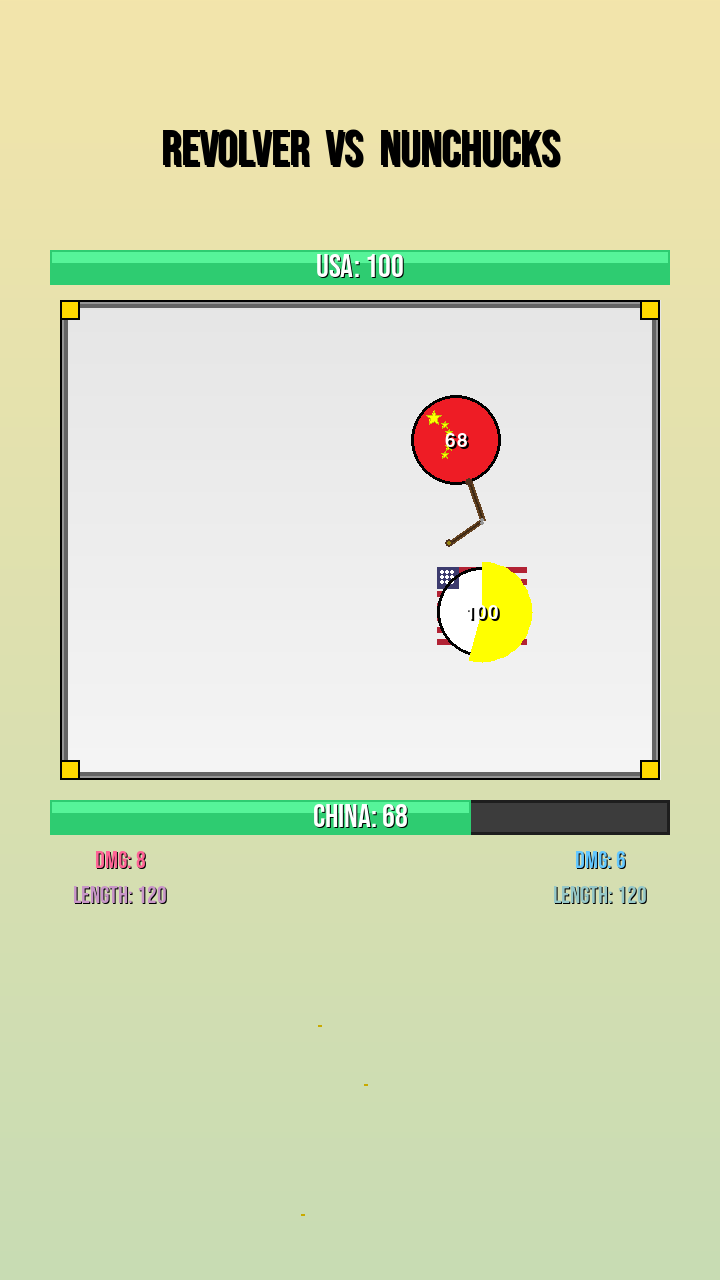 REVOLVER VS NUNCHUCKS
USA: 100
68
100
CHINA: 68
DMG: 8
DMG: 6
LENGTH: 120
LENGTH: 120